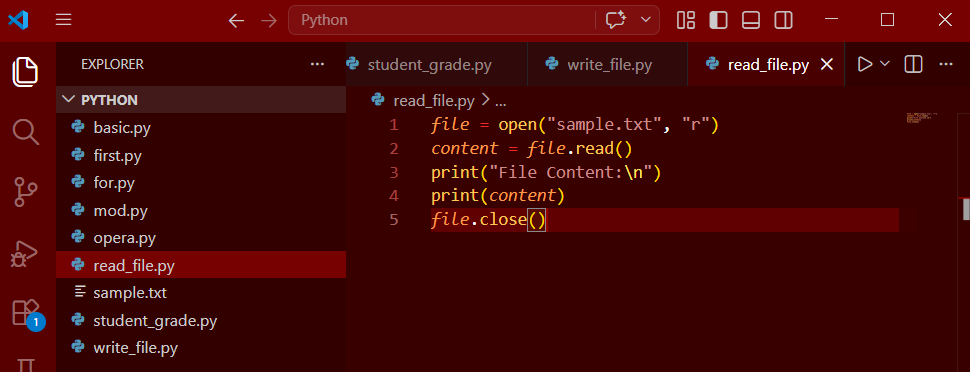 Python
EXPLORER ...
student_grade.py write_file.py read_file.py
PYTHON
basic.py
first.py
for.py
mod.py
opera.py
read_file.py
sample.txt
student_grade.py
write_file.py
1
read_file.py > ...
1 file = open("sample.txt", "r")
2 content = file.read()
3 print("File Content:\n")
4 print(content)
5 file.close()